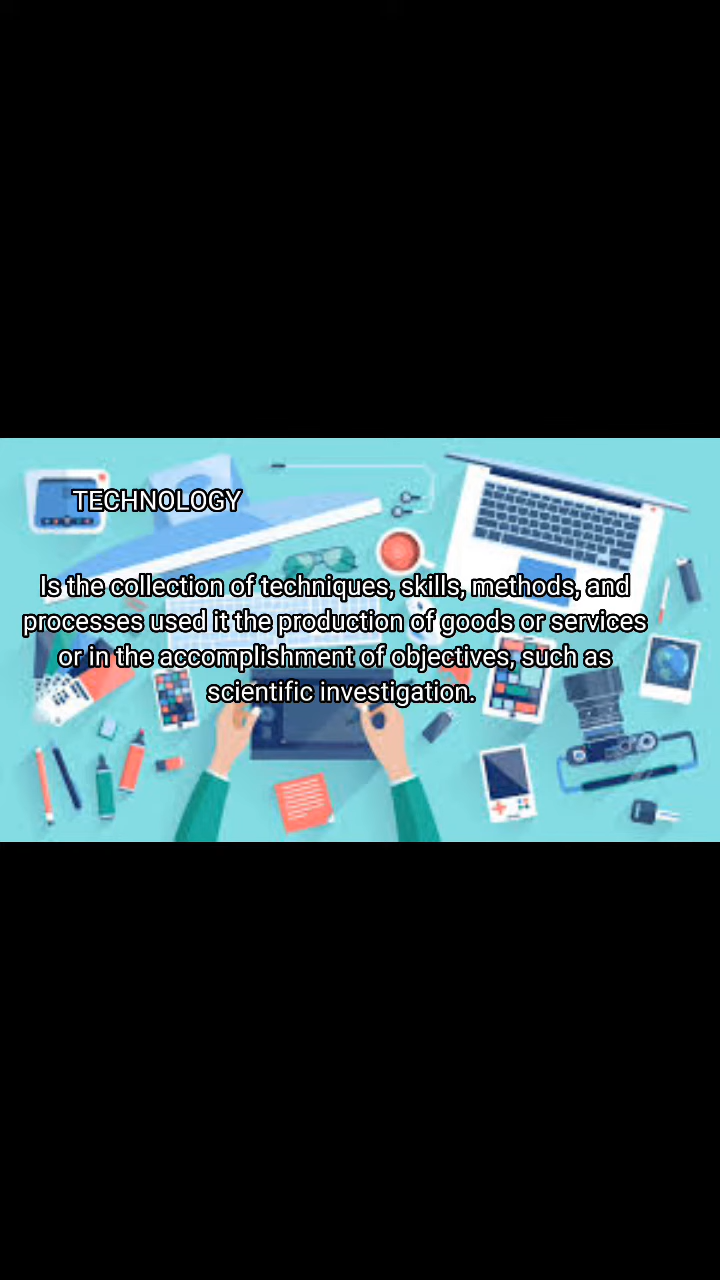 TECHNOLOGY
Is the collection of techniques, skills, methods, and
processes used it the production of goods or services
or in the accomplishment of objectives, such as
scientific investigation.